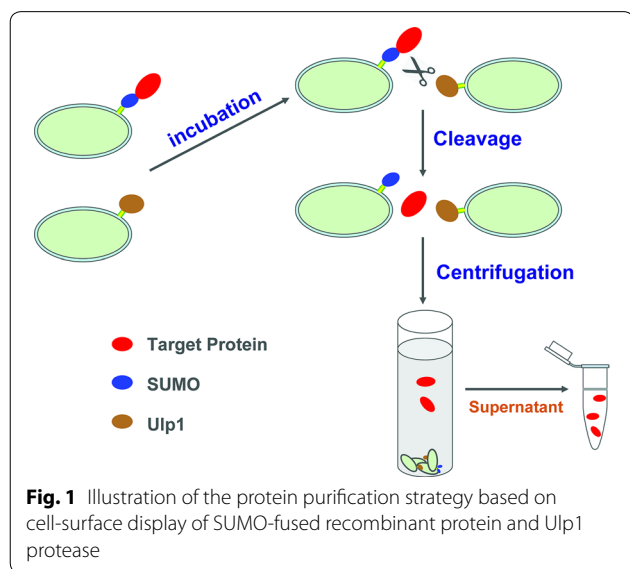 incubation
Cleavage
Centrifugation
Target Protein
SUMO
Ulp1
Supernatant
Fig. 1 Illustration of the protein purification strategy based on
cell-surface display of SUMO-fused recombinant protein and Ulp1
protease